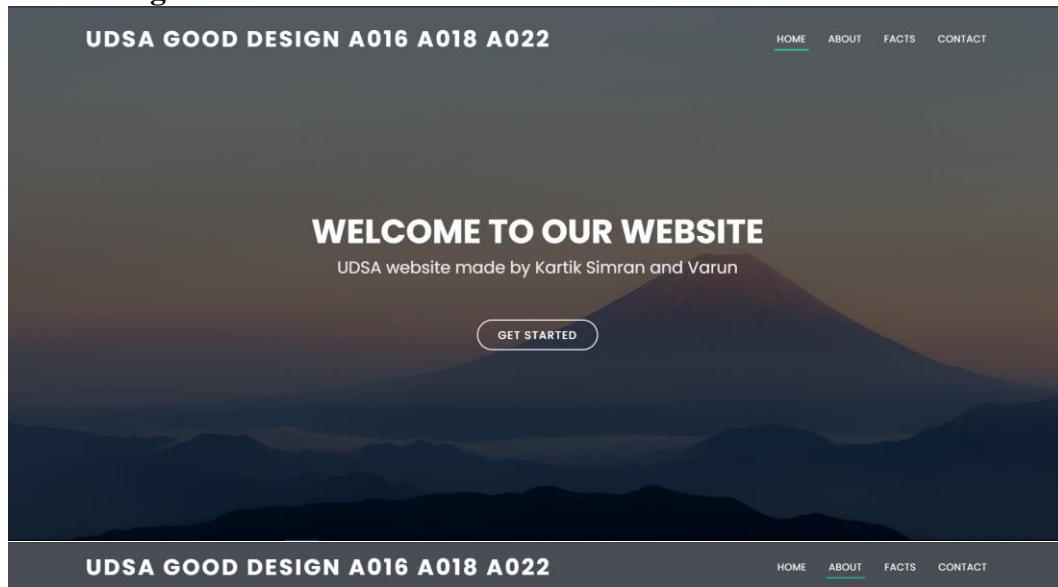 UDSA GOOD DESIGN A016 A018 A022
HOME ABOUT FACTS CONTACT
WELCOME TO OUR WEBSITE
UDSA website made by Kartik Simran and Varun
GET STARTED
UDSA GOOD DESIGN A016 A018 A022
HOME ABOUT FACTS CONTACT